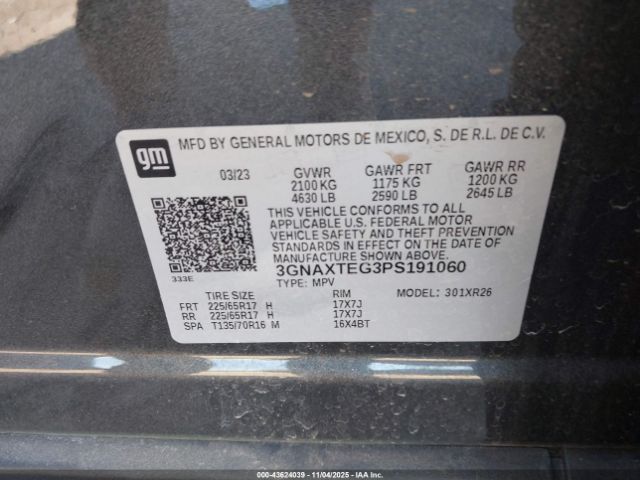 gm
MFD BY GENERAL MOTORS DE MEXICO, S. DE R.L. DE C.V.
03/23 GVWR GAWR FRT GAWR RR
2100 KG 1175 KG 1200 KG
4630 LB 2590 LB 2645 LB
THIS VEHICLE CONFORMS TO ALL
APPLICABLE U.S. FEDERAL MOTOR
VEHICLE SAFETY AND THEFT PREVENTION
STANDARDS IN EFFECT ON THE DATE OF
MANUFACTURE SHOWN ABOVE.
333E 3GNAXTEG3PS191060
TYPE: MPV MODEL: 301XR26
TIRE SIZE RIM
FRT 225/65R17 H 17X7J
RR 225/65R17 H 17X7J
SPA T135/70R16 M 16X4BT
00-43624039 - 11/04/2025 - Copyright © IAA, Inc.